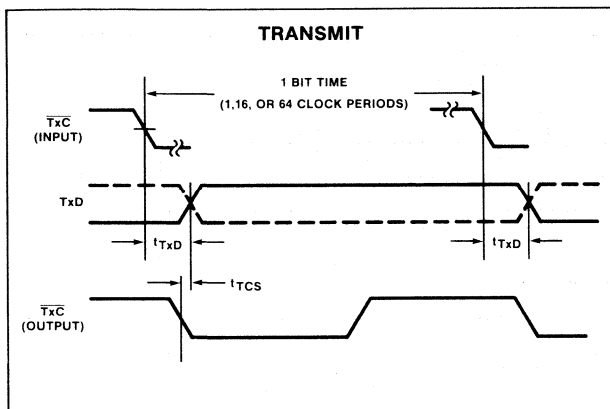 TRANSMIT
1 BIT TIME
(1,16, OR 64 CLOCK PERIODS)
TxC
(INPUT)
TxD
tTxD
tTxD
tTCS
TxC
(OUTPUT)